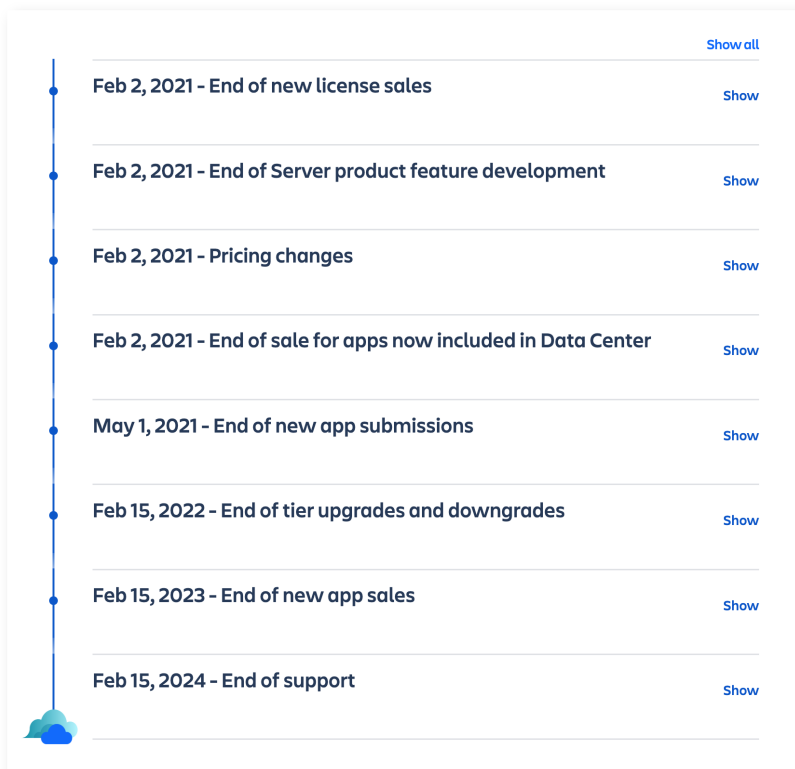 Show all
Feb 2, 2021 - End of new license sales
Show
Feb 2, 2021 - End of Server product feature development
Show
Feb 2, 2021 - Pricing changes
Show
Feb 2, 2021 - End of sale for apps now included in Data Center
Show
May 1, 2021 - End of new app submissions
Show
Feb 15, 2022 - End of tier upgrades and downgrades
Show
Feb 15, 2023 - End of new app sales
Show
Feb 15, 2024 - End of support
Show